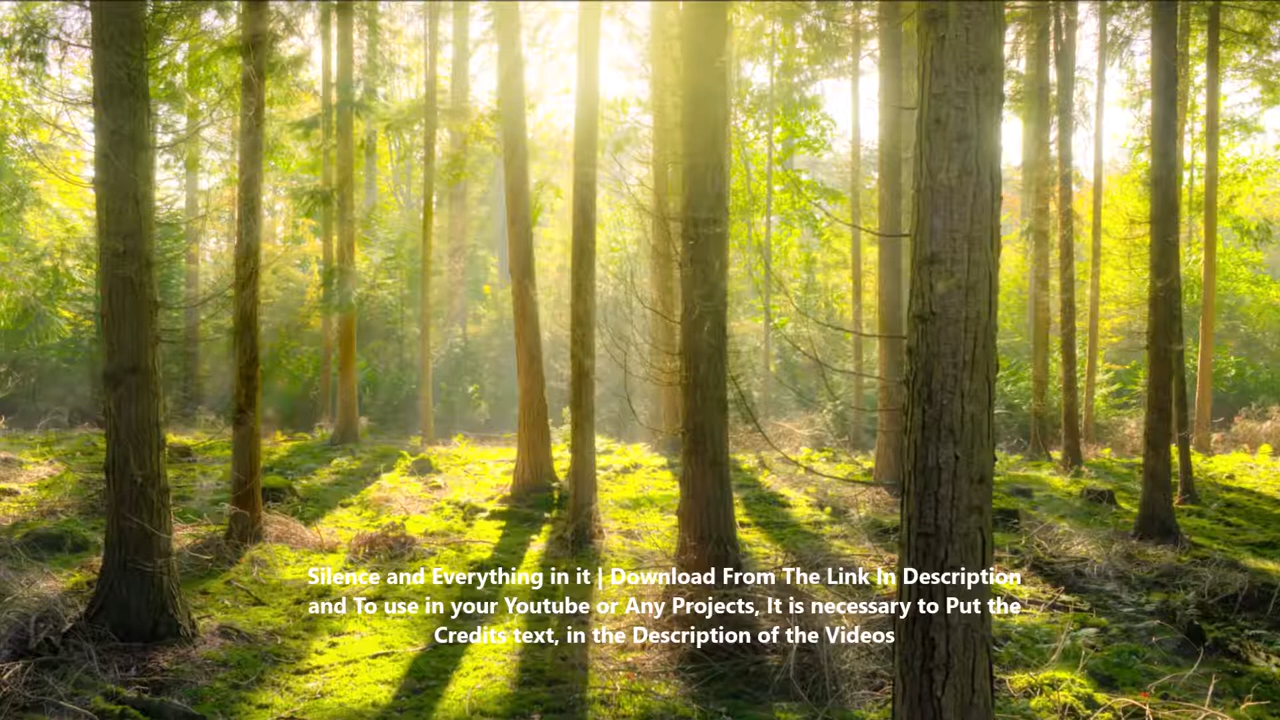 Silence and Everything in it | Download From The Link In Description
and To use in your Youtube or Any Projects, It is necessary to Put the
Credits text, in the Description of the Videos